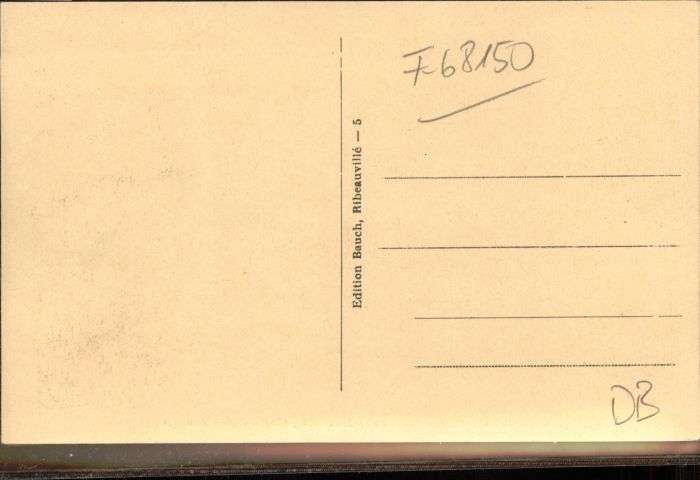 F-68150
Edition Bauch, Ribeauvillé — 5
DB